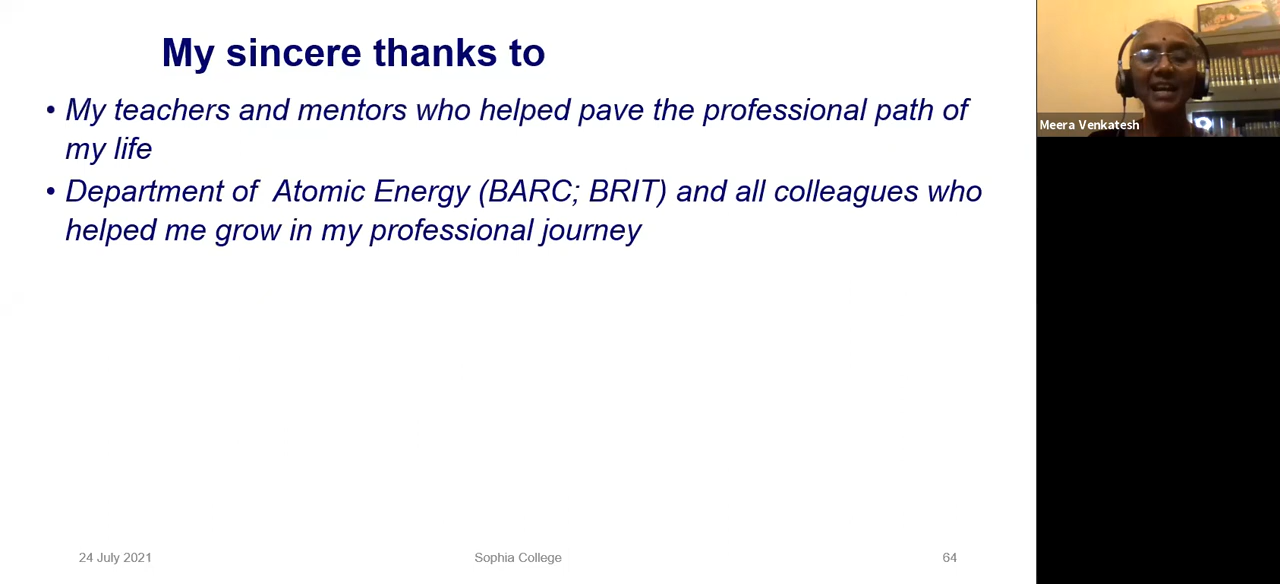 My sincere thanks to
• My teachers and mentors who helped pave the professional path of
my life
• Department of  Atomic Energy (BARC; BRIT) and all colleagues who
helped me grow in my professional journey
Meera Venkatesh
24 July 2021
Sophia College
64